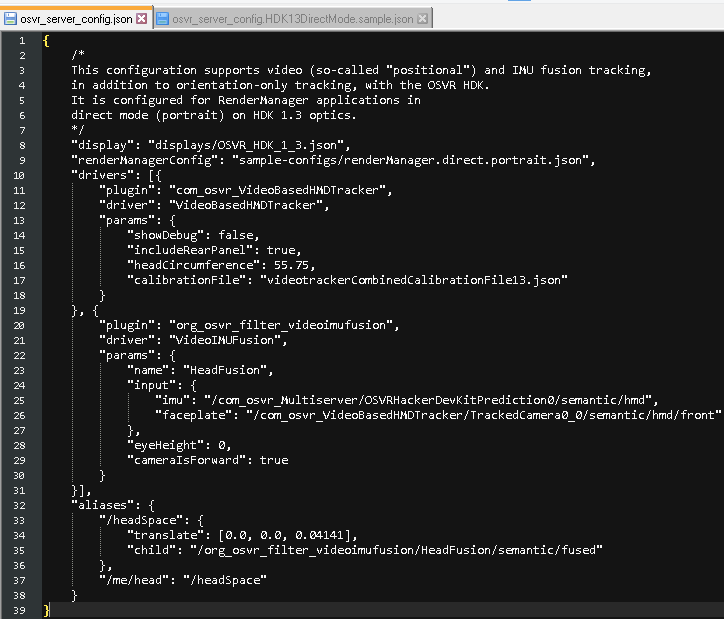 osvr_server_config.json osvr_server_config.HDK13DirectMode.sample.json
1 {
2 /*
3 This configuration supports video (so-called "positional") and IMU fusion tracking,
4 in addition to orientation-only tracking, with the OSVR HDK.
5 It is configured for RenderManager applications in
6 direct mode (portrait) on HDK 1.3 optics.
7 */
8 "display": "displays/OSVR_HDK_1_3.json",
9 "renderManagerConfig": "sample-configs/renderManager.direct.portrait.json",
10 "drivers": [{
11 "plugin": "com_osvr_VideoBasedHMDTracker",
12 "driver": "VideoBasedHMDTracker",
13 "params": {
14 "showDebug": false,
15 "includeRearPanel": true,
16 "headCircumference": 55.75,
17 "calibrationFile": "videotrackerCombinedCalibrationFile13.json"
18 }
19 }, {
20 "plugin": "org_osvr_filter_videoimufusion",
21 "driver": "VideoIMUFusion",
22 "params": {
23 "name": "HeadFusion",
24 "input": {
25 "imu": "/com_osvr_Multiserver/OSVRHackerDevKitPrediction0/semantic/hmd",
26 "faceplate": "/com_osvr_VideoBasedHMDTracker/TrackedCamera0_0/semantic/hmd/front"
27 },
28 "eyeHeight": 0,
29 "cameraIsForward": true
30 }
31 }],
32 "aliases": {
33 "/headSpace": {
34 "translate": [0.0, 0.0, 0.04141],
35 "child": "/org_osvr_filter_videoimufusion/HeadFusion/semantic/fused"
36 },
37 "/me/head": "/headSpace"
38 }
39 }